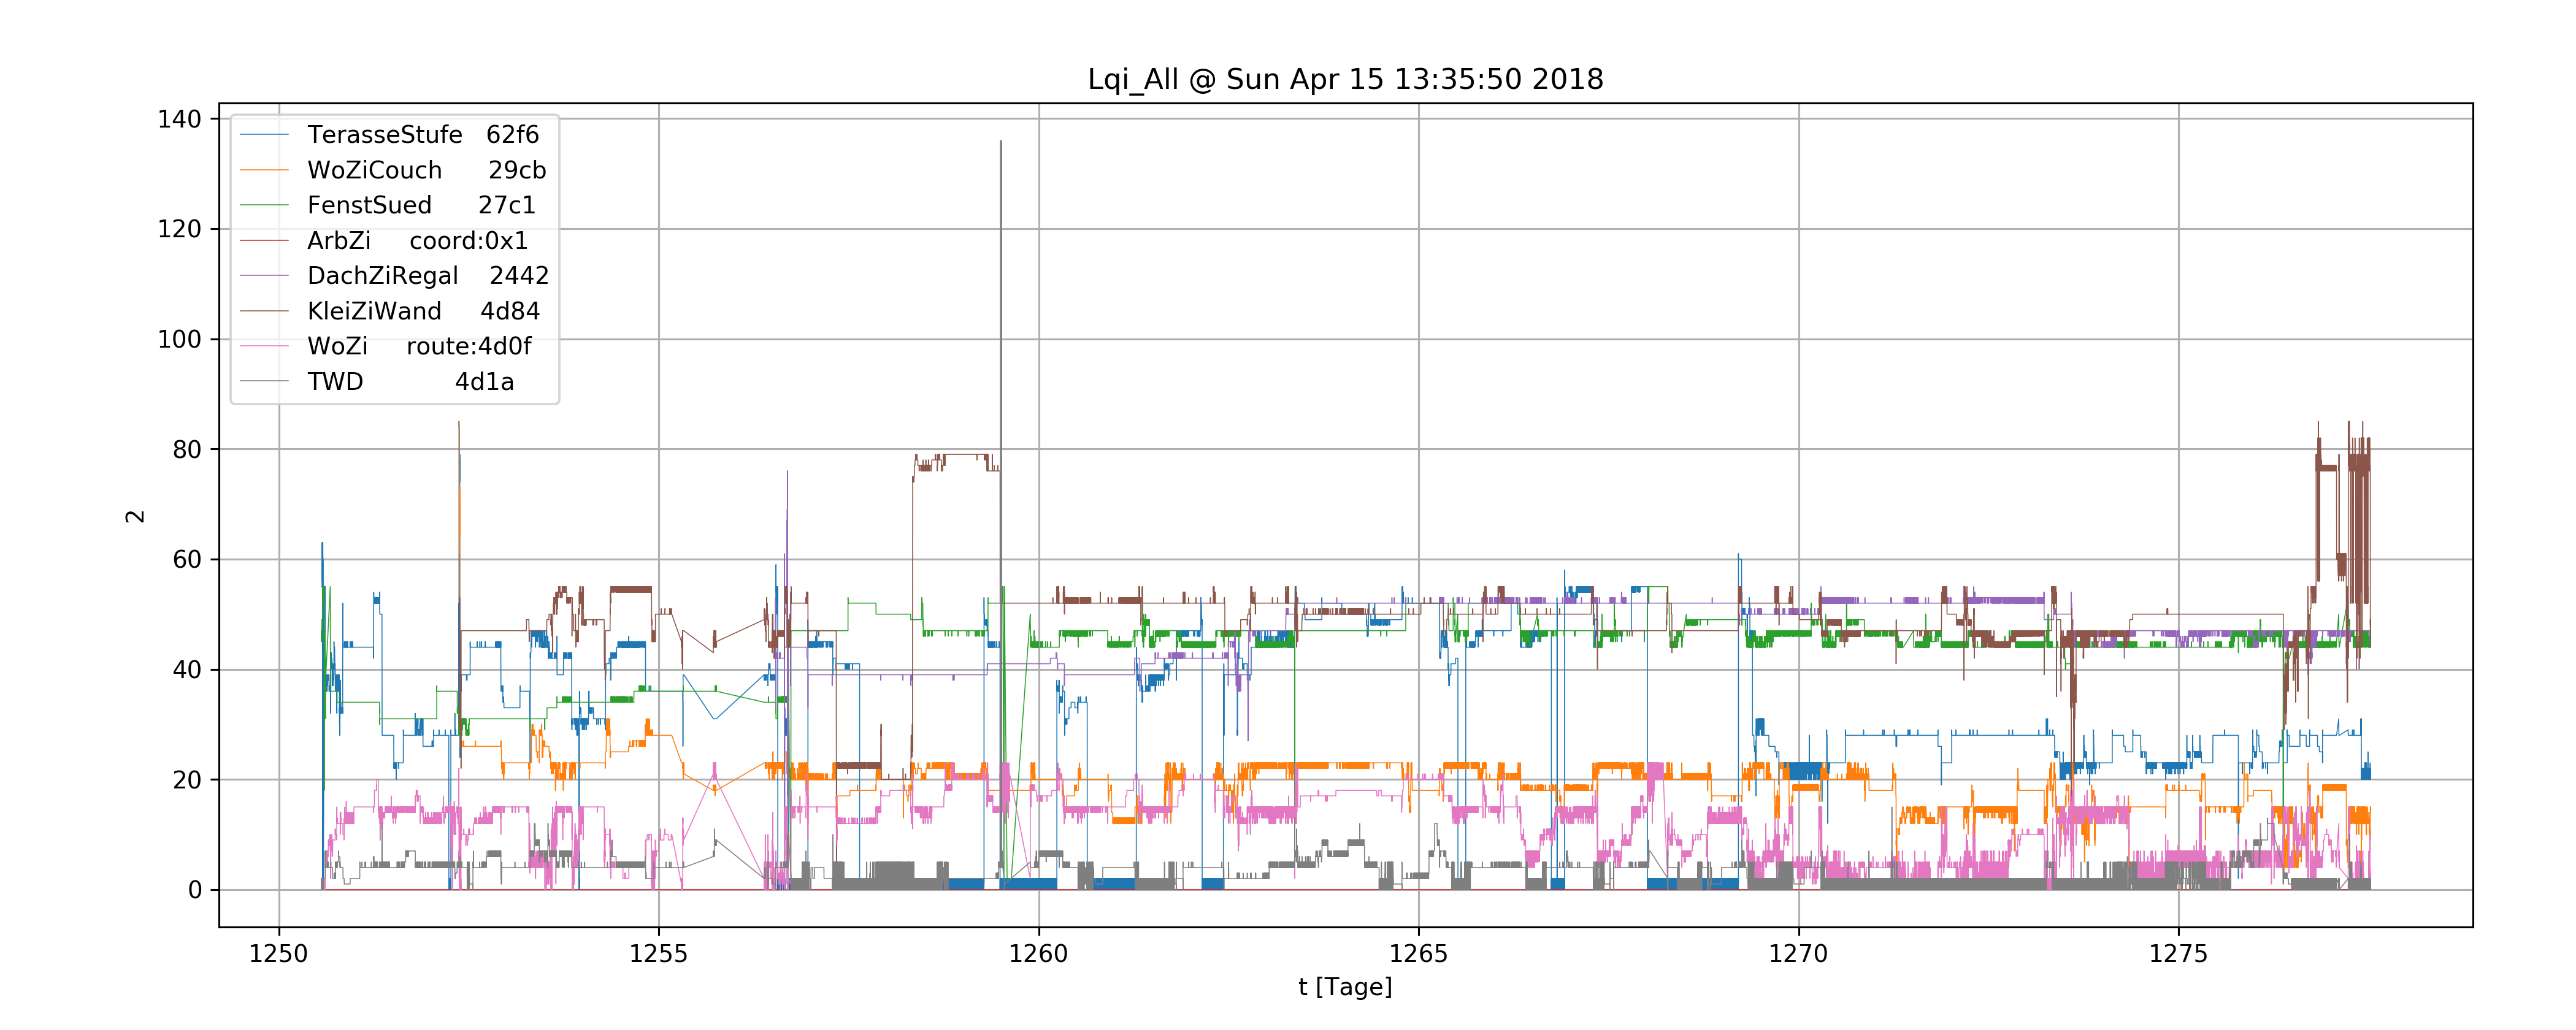 Lqi_All @ Sun Apr 15 13:35:50 2018
140
120
100
80
60
40
20
0
2
TerasseStufe 62f6
WoZiCouch 29cb
FenstSued 27c1
ArbZi coord:0x1
DachZiRegal 2442
KleiZiWand 4d84
WoZi route:4d0f
TWD 4d1a
1250 1255 1260 1265 1270 1275
t [Tage]